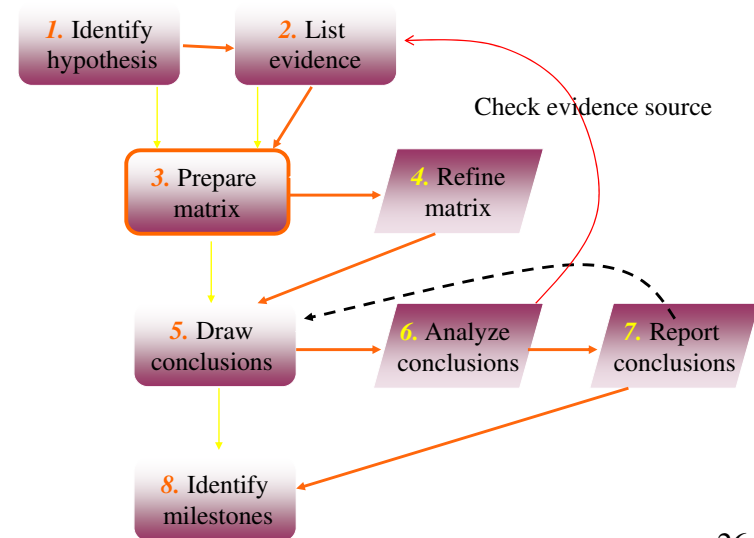 1. Identify
hypothesis
2. List
evidence
Check evidence source
3. Prepare
matrix
4. Refine
matrix
5. Draw
conclusions
6. Analyze
conclusions
7. Report
conclusions
8. Identify
milestones